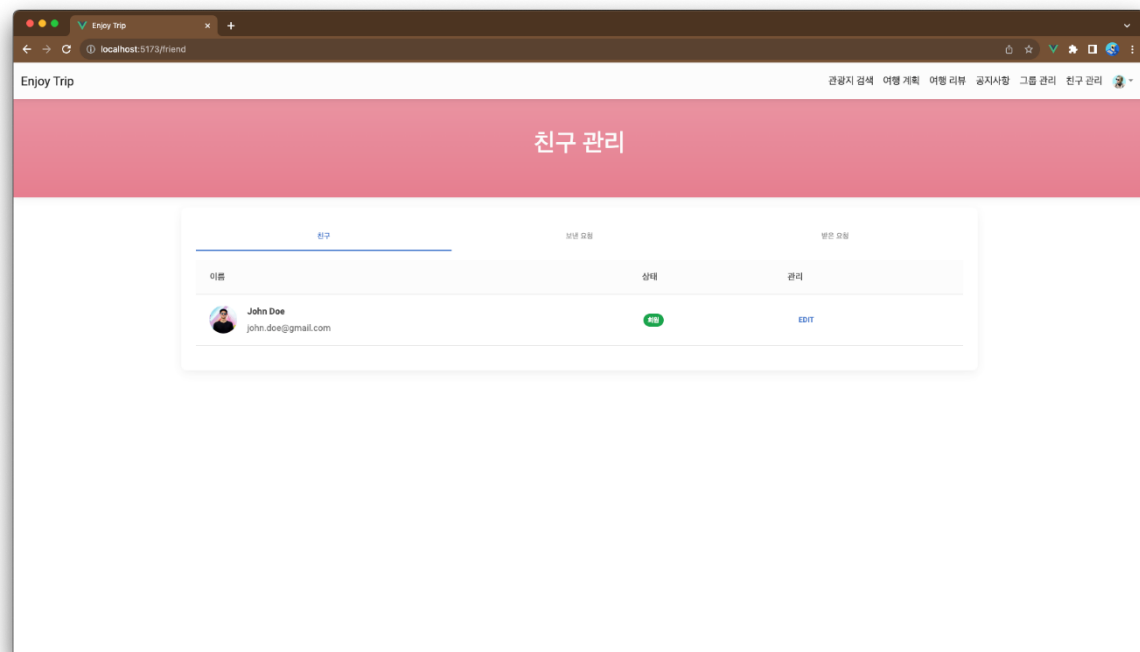 Enjoy Trip
localhost:5173/friend
Enjoy Trip
관광지 검색 여행 계획 여행 리뷰 공지사항 그룹 관리 친구 관리
친구 관리
친구 보낸 요청 받은 요청
이름 상태 관리
John Doe
john.doe@gmail.com
회원 EDIT